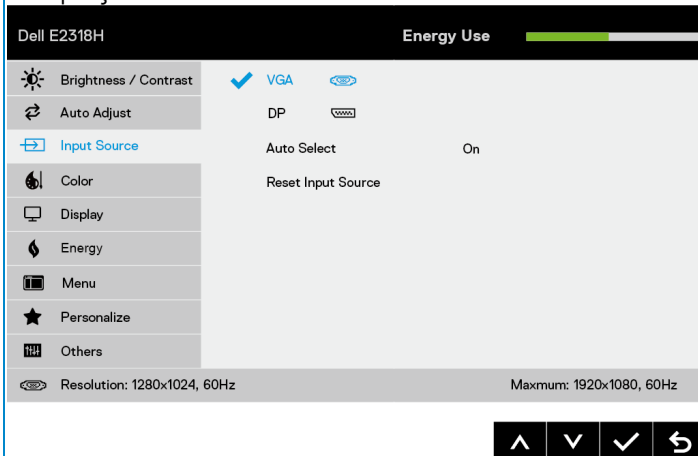 Dell E2318H Energy Use
Brightness / Contrast VGA
Auto Adjust DP
Input Source Auto Select On
Color Reset Input Source
Display
Energy
Menu
Personalize
Others
Resolution: 1280x1024, 60Hz Maxmum: 1920x1080, 60Hz